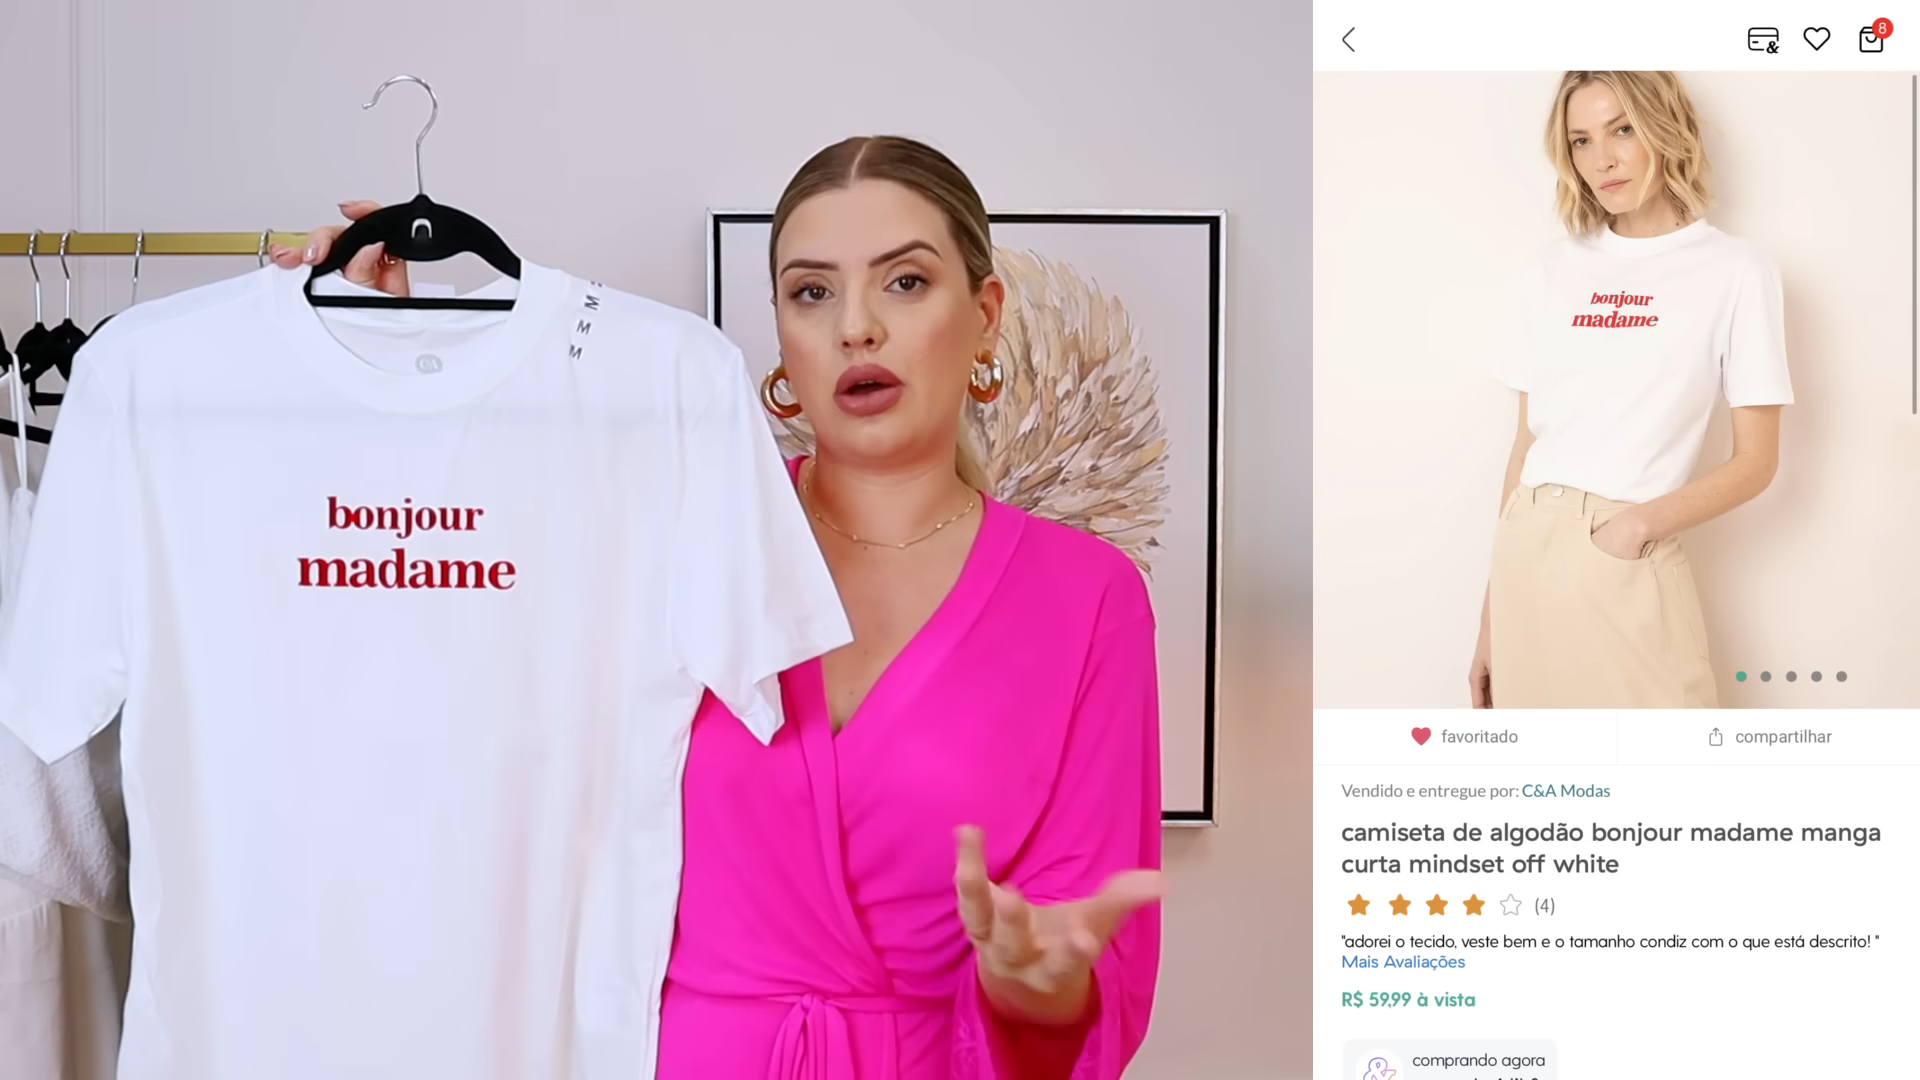 M
M
M
bonjour
madame
8
bonjour
madame
favoritado
compartilhar
Vendido e entregue por: C&A Modas
camiseta de algodão bonjour madame manga
curta mindset off white
(4)
"adorei o tecido, veste bem e o tamanho condiz com o que está descrito! "
Mais Avaliações
R$ 59,99 à vista
comprando agora